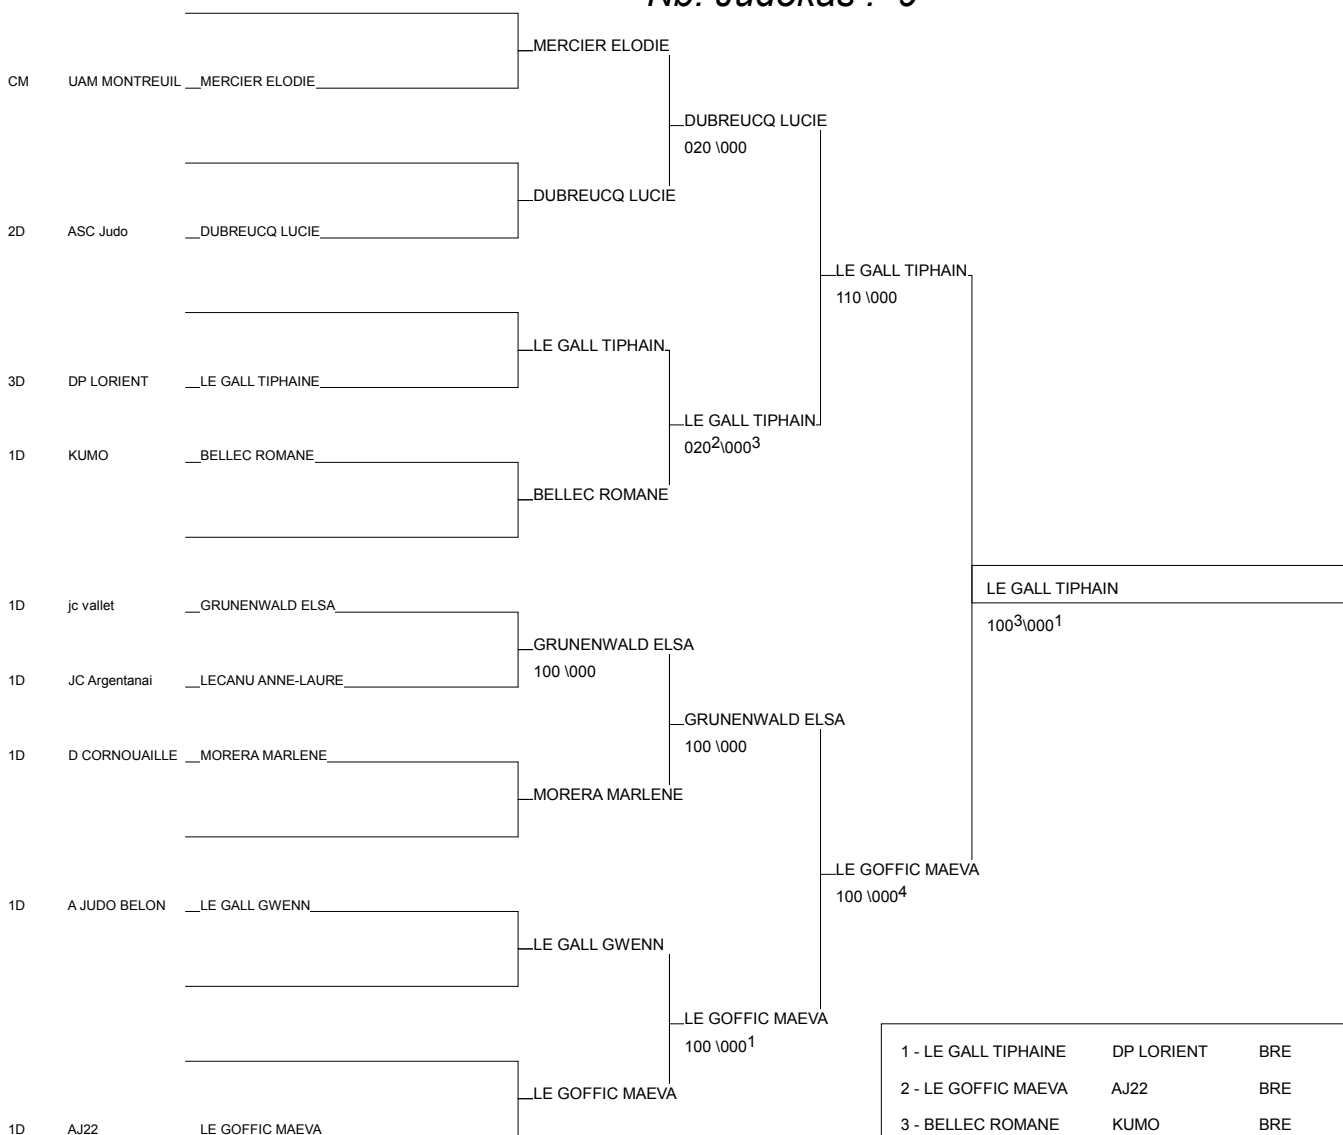 Nb. Judokas : 9
MERCIER ELODIE
CM UAM MONTREUIL MERCIER ELODIE
DUBREUCQ LUCIE
020 \000
DUBREUCQ LUCIE
2D ASC Judo DUBREUCQ LUCIE
LE GALL TIPHAIN
110 \000
LE GALL TIPHAIN
3D DP LORIENT LE GALL TIPHAINE
LE GALL TIPHAIN
020²\000³
1D KUMO BELLEC ROMANE
BELLEC ROMANE
LE GALL TIPHAIN
100³\000¹
1D jc vallet GRUNENWALD ELSA
GRUNENWALD ELSA
100 \000
1D JC Argentanai LECANU ANNE-LAURE
GRUNENWALD ELSA
100 \000
1D D CORNOUAILLE MORERA MARLENE
MORERA MARLENE
LE GOFFIC MAEVA
100 \000⁴
1D A JUDO BELON LE GALL GWENN
LE GALL GWENN
LE GOFFIC MAEVA
100 \000¹
LE GOFFIC MAEVA
1D AJ22 LE GOFFIC MAEVA
1 - LE GALL TIPHAINE DP LORIENT BRE
2 - LE GOFFIC MAEVA AJ22 BRE
3 - BELLEC ROMANE KUMO BRE